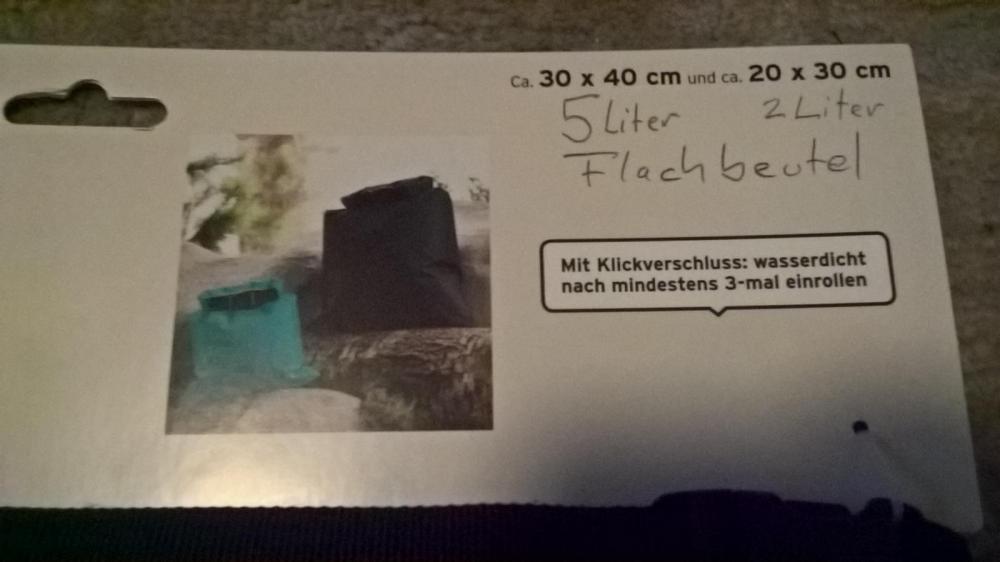 Ca. 30 x 40 cm und ca. 20 x 30 cm
5 Liter 2 Liter
Flachbeutel
Mit Klickverschluss: wasserdicht
nach mindestens 3-mal einrollen